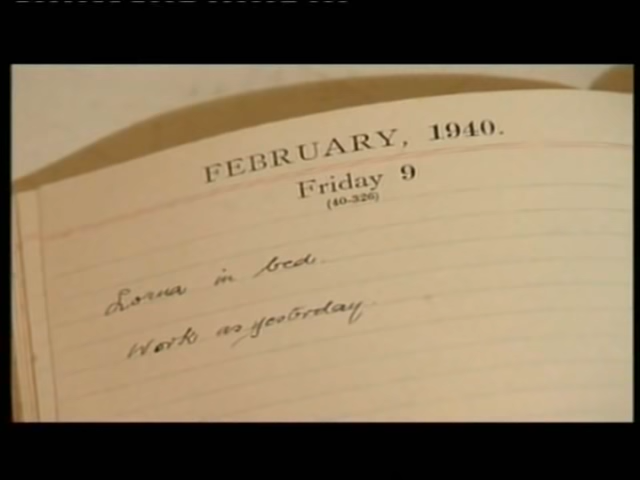 FEBRUARY, 1940.
Friday 9
(40-326)
Lorna in bed.
Work as yesterday.